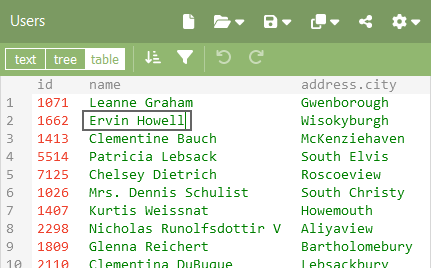 Users
text tree table
id name address.city
1 1071 Leanne Graham Gwenborough
2 1662 Ervin Howell Wisokyburgh
3 1413 Clementine Bauch McKenziehaven
4 5514 Patricia Lebsack South Elvis
5 7125 Chelsey Dietrich Roscoeview
6 1026 Mrs. Dennis Schulist South Christy
7 1407 Kurtis Weissnat Howemouth
8 2298 Nicholas Runolfsdottir V Aliyaview
9 1809 Glenna Reichert Bartholomebury
10 2110 Clementina DuBuque Lebsackbury